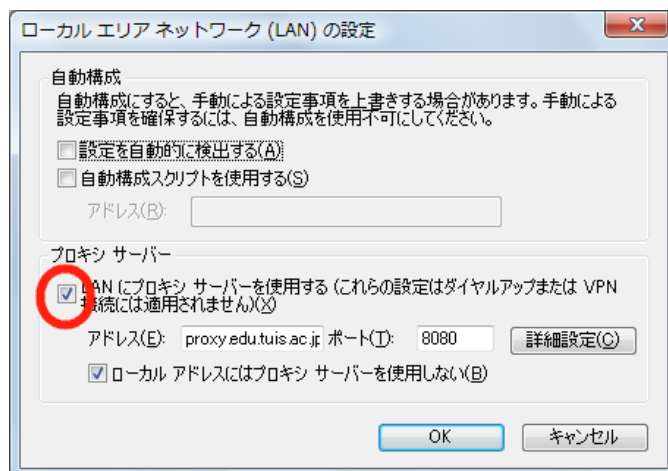 ローカル エリア ネットワーク (LAN) の設定
自動構成
自動構成にすると、手動による設定事項を上書きする場合があります。手動による
設定事項を確保するには、自動構成を使用不可にしてください。
設定を自動的に検出する(A)
自動構成スクリプトを使用する(S)
アドレス(R):
プロキシ サーバー
LAN にプロキシ サーバーを使用する (これらの設定はダイヤルアップまたは VPN
接続には適用されません)(X)
アドレス(E): proxy.edu.tuis.ac.jp ポート(T): 8080 詳細設定(C)
ローカル アドレスにはプロキシ サーバーを使用しない(B)
OK キャンセル